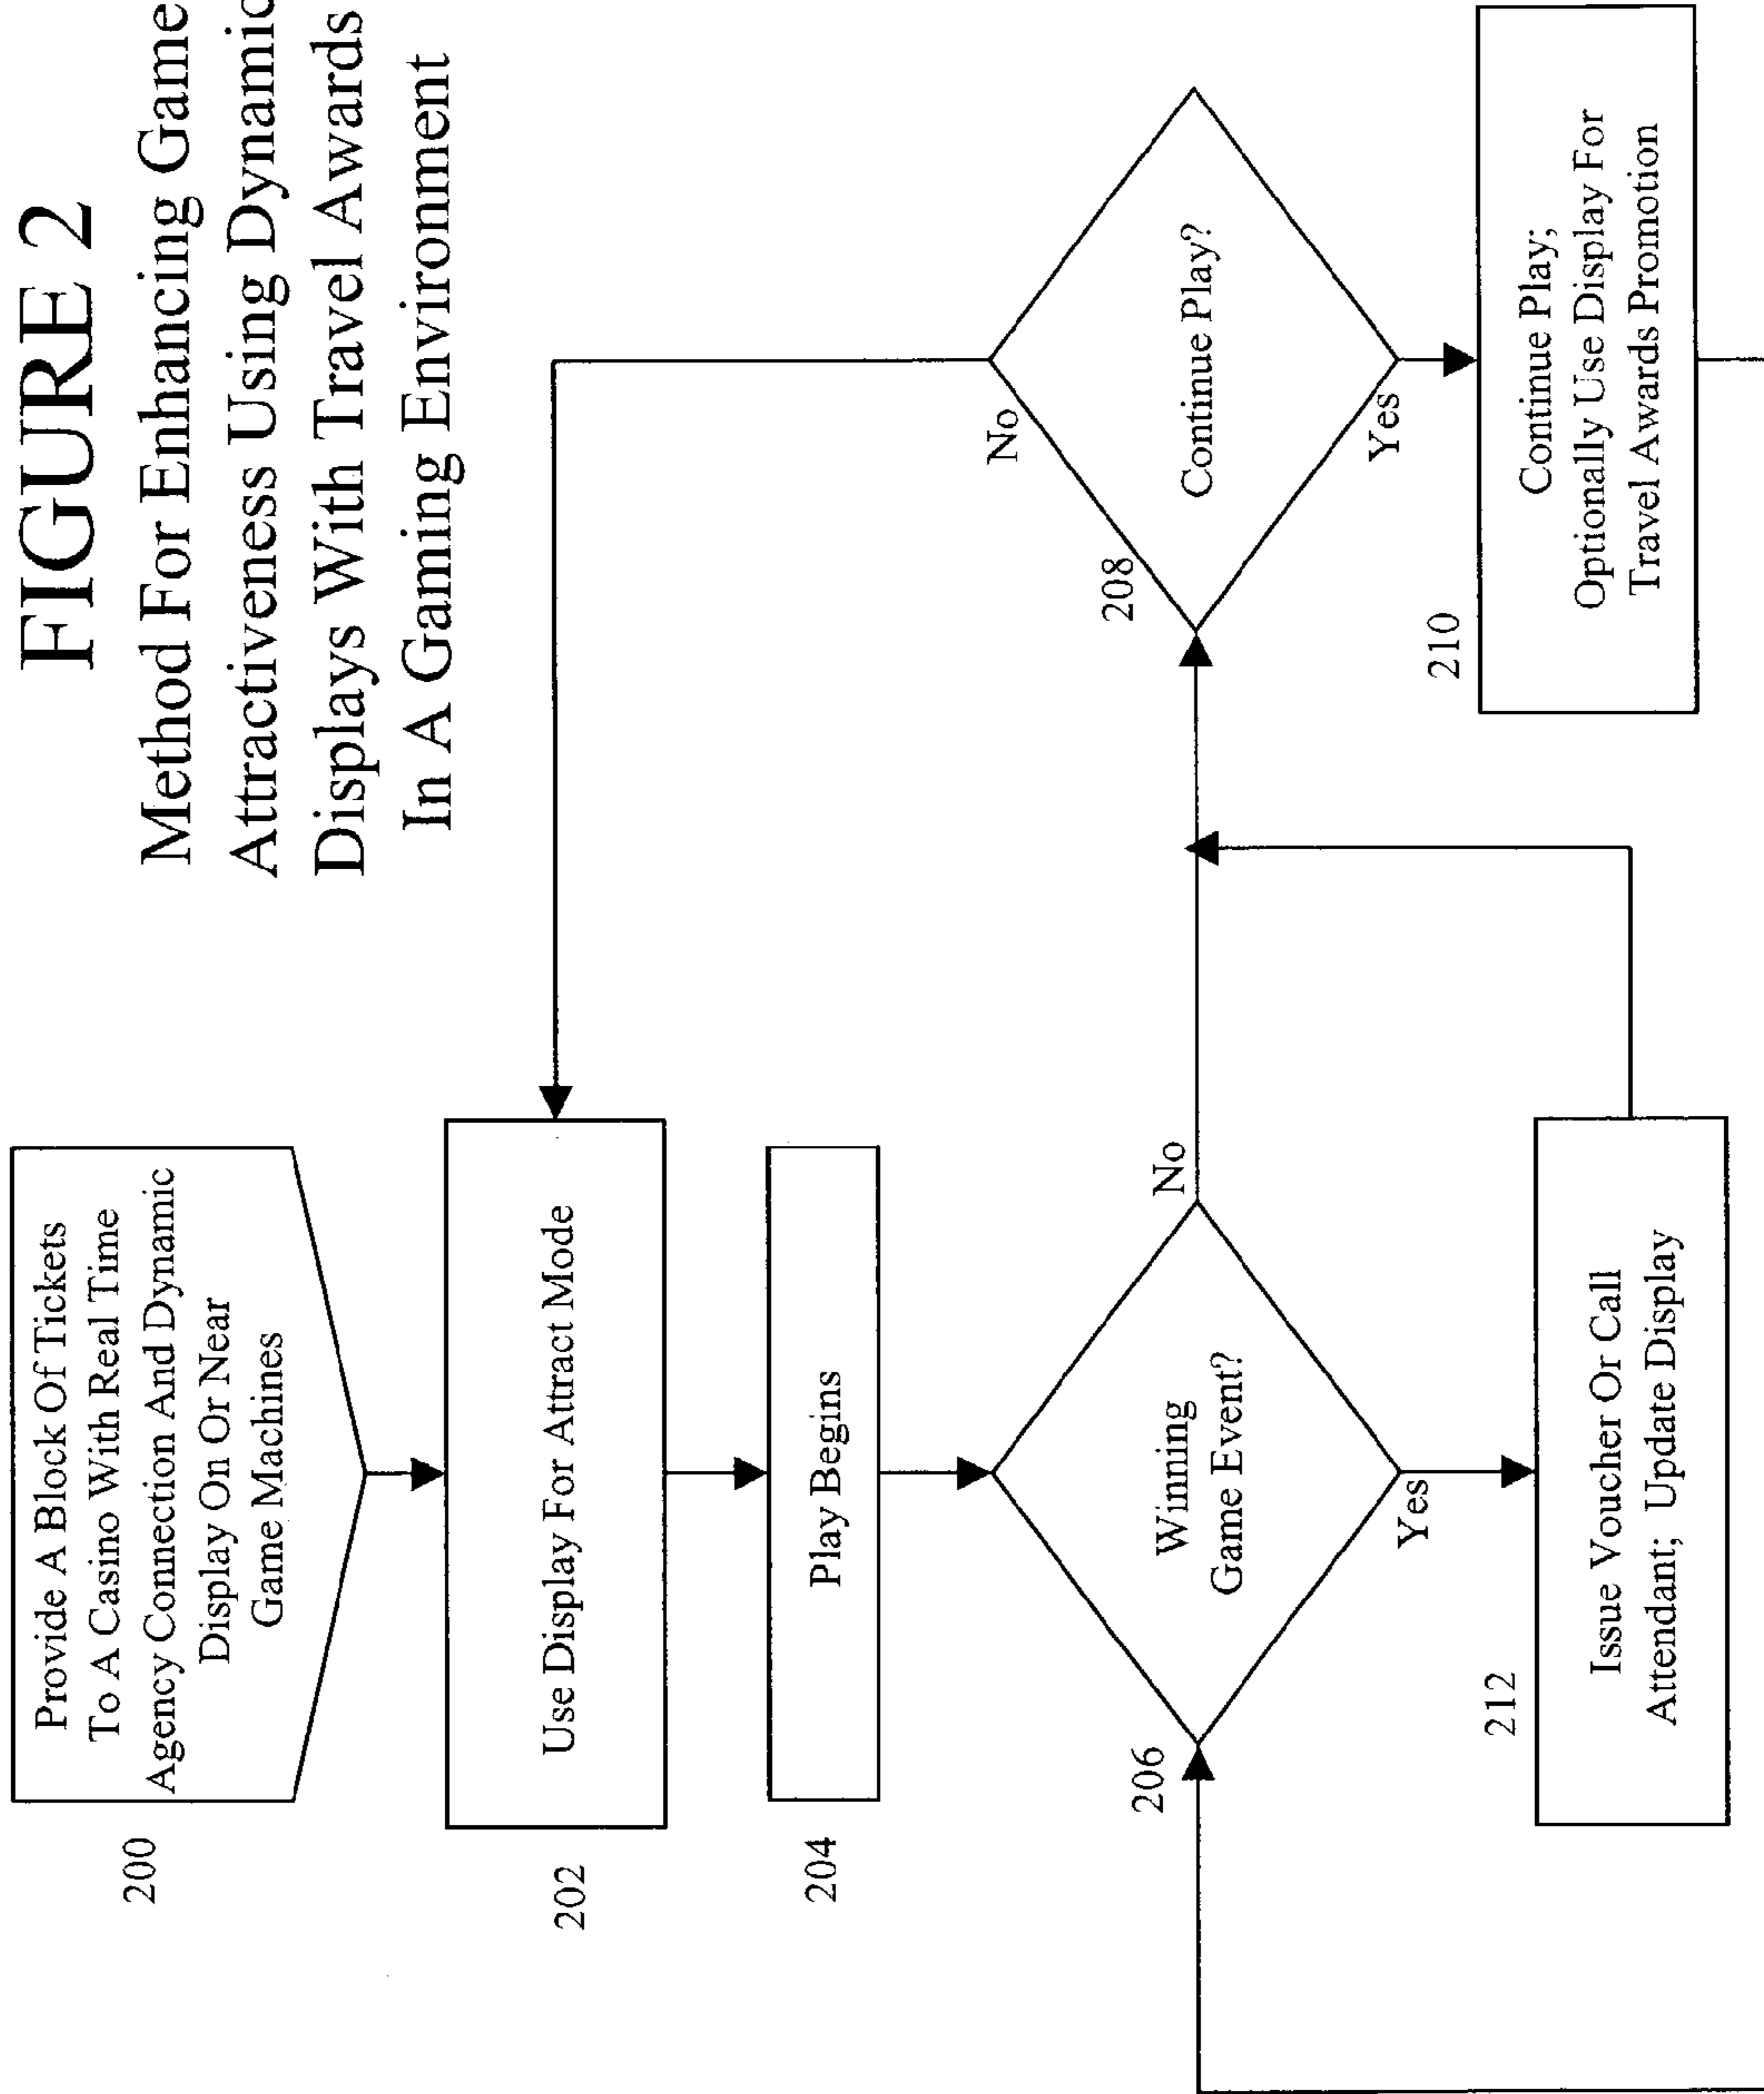 FIGURE 2
Method For Enhancing Game
Attractiveness Using Dynamic
Displays With Travel Awards
In A Gaming Environment
200
Provide A Block Of Tickets
To A Casino With Real Time
Agency Connection And Dynamic
Display On Or Near
Game Machines
202
Use Display For Attract Mode
204
Play Begins
206
Winning
Game Event?
No
Yes
208
Continue Play?
No
Yes
210
Continue Play;
Optionally Use Display For
Travel Awards Promotion
212
Issue Voucher Or Call
Attendant; Update Display